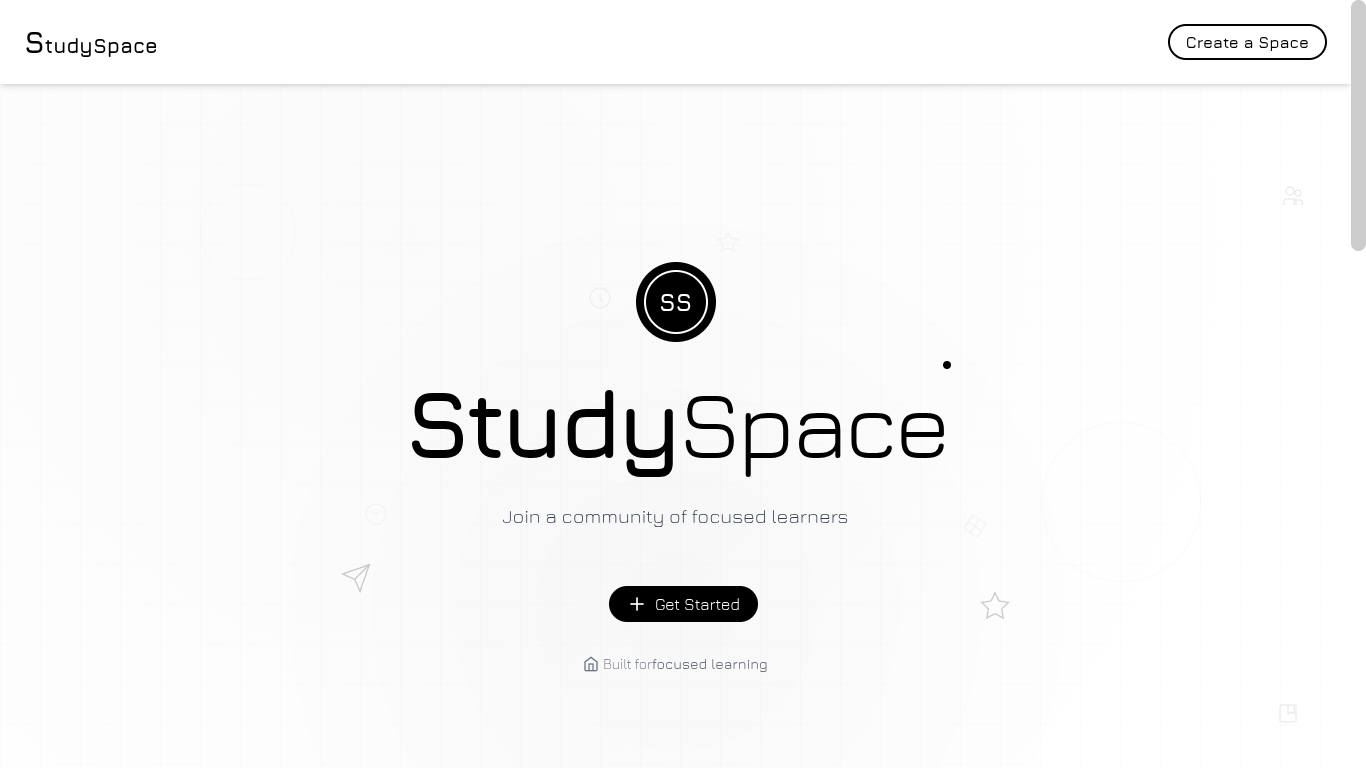 StudySpace
Create a Space
SS
StudySpace
Join a community of focused learners
Get Started
Built forfocused learning